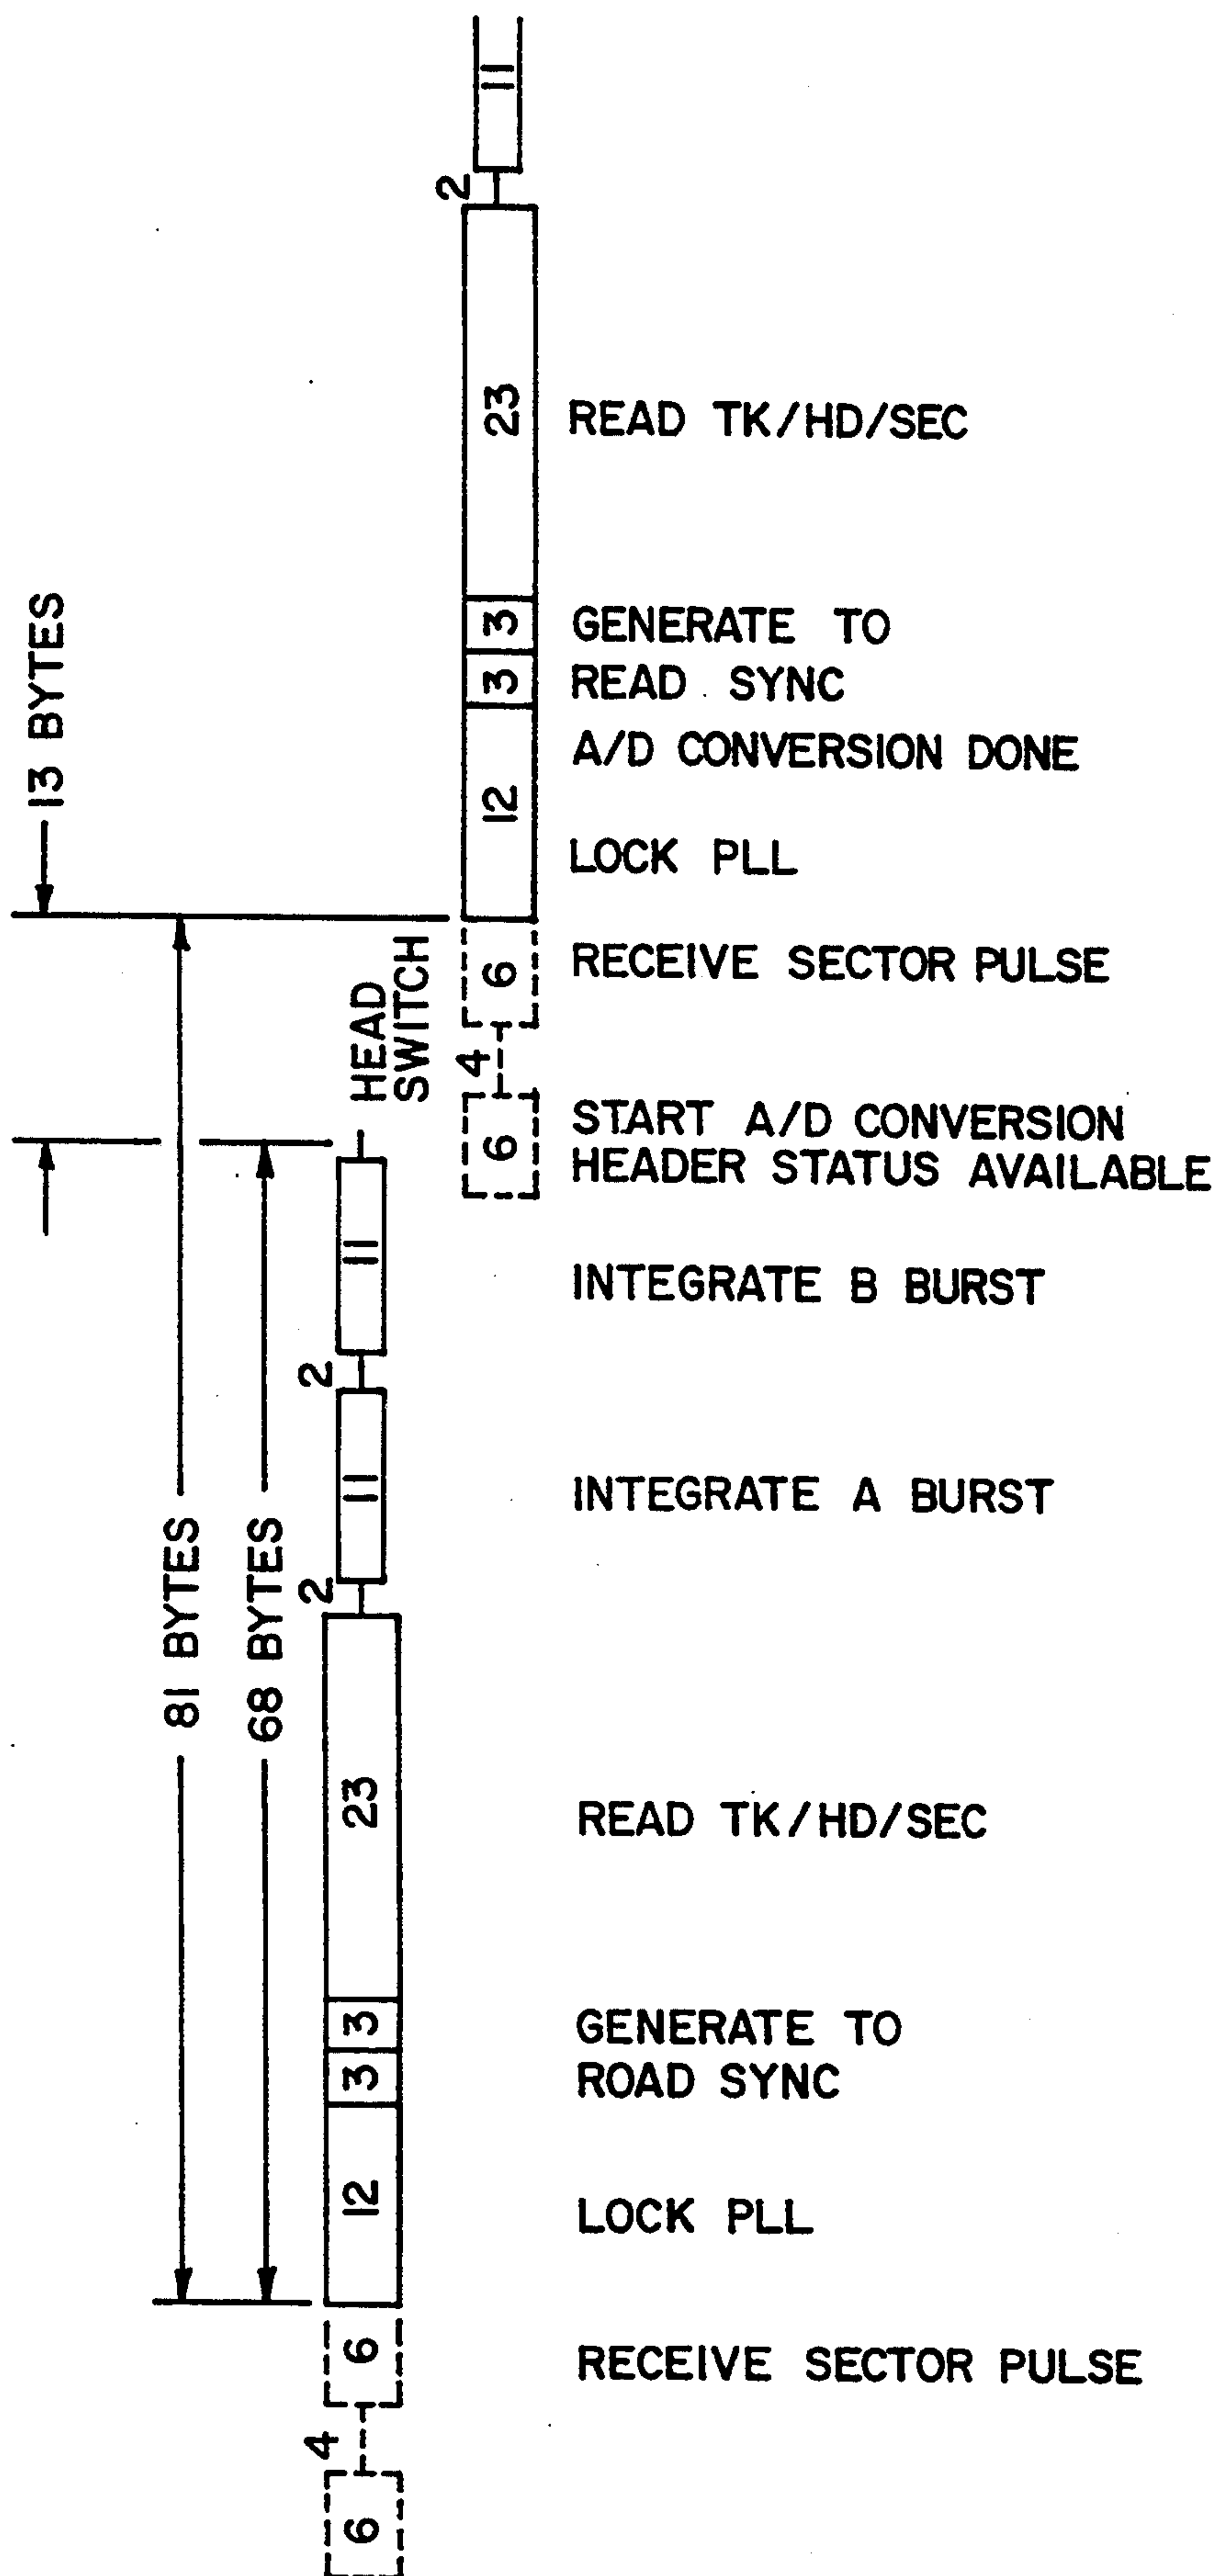 11
2
23
READ TK/HD/SEC
13 BYTES
3
GENERATE TO
3
READ SYNC
A/D CONVERSION DONE
12
LOCK PLL
6
RECEIVE SECTOR PULSE
HEAD
SWITCH
4
6
START A/D CONVERSION
HEADER STATUS AVAILABLE
11
INTEGRATE B BURST
2
11
INTEGRATE A BURST
2
81 BYTES
68 BYTES
23
READ TK/HD/SEC
3
GENERATE TO
3
ROAD SYNC
12
LOCK PLL
6
RECEIVE SECTOR PULSE
4
6